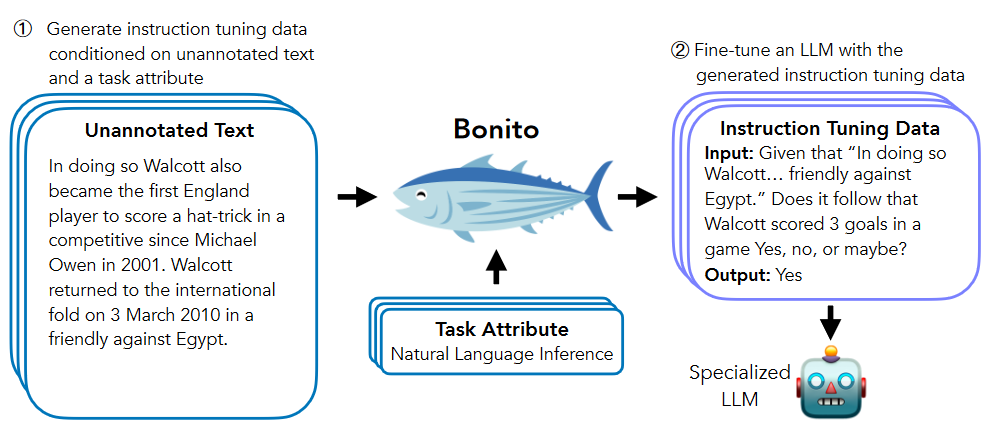 ① Generate instruction tuning data
conditioned on unannotated text
and a task attribute
Unannotated Text
In doing so Walcott also
became the first England
player to score a hat-trick in a
competitive since Michael
Owen in 2001. Walcott
returned to the international
fold on 3 March 2010 in a
friendly against Egypt.
Bonito
Task Attribute
Natural Language Inference
② Fine-tune an LLM with the
generated instruction tuning data
Instruction Tuning Data
Input: Given that “In doing so
Walcott... friendly against
Egypt.” Does it follow that
Walcott scored 3 goals in a
game Yes, no, or maybe?
Output: Yes
Specialized
LLM